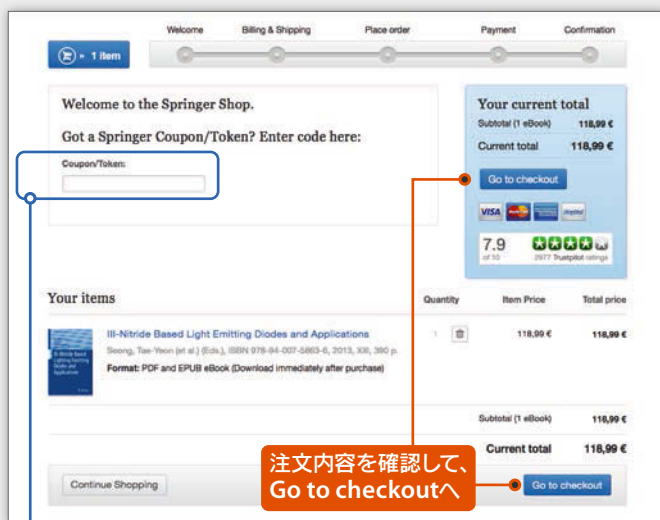 Welcome Billing & Shipping Place order Payment Confirmation
1 item
Welcome to the Springer Shop.
Got a Springer Coupon/Token? Enter code here:
Coupon/Token:
Your current total
Subtotal (1 eBook) 118,99 €
Current total 118,99 €
Go to checkout
VISA MasterCard
7.9
of 10
2977 Trustpilot ratings
Your items Quantity Item Price Total price
III-Nitride Based Light Emitting Diodes and Applications 1 118,99 € 118,99 €
Seong, Tae-Yeon (et al.) (Eds.), ISBN 978-94-007-5863-6, 2013, XIII, 390 p.
Format: PDF and EPUB eBook (Download immediately after purchase)
Subtotal (1 eBook) 118,99 €
Current total 118,99 €
注文内容を確認して、
Go to checkoutへ
Continue Shopping
Go to checkout